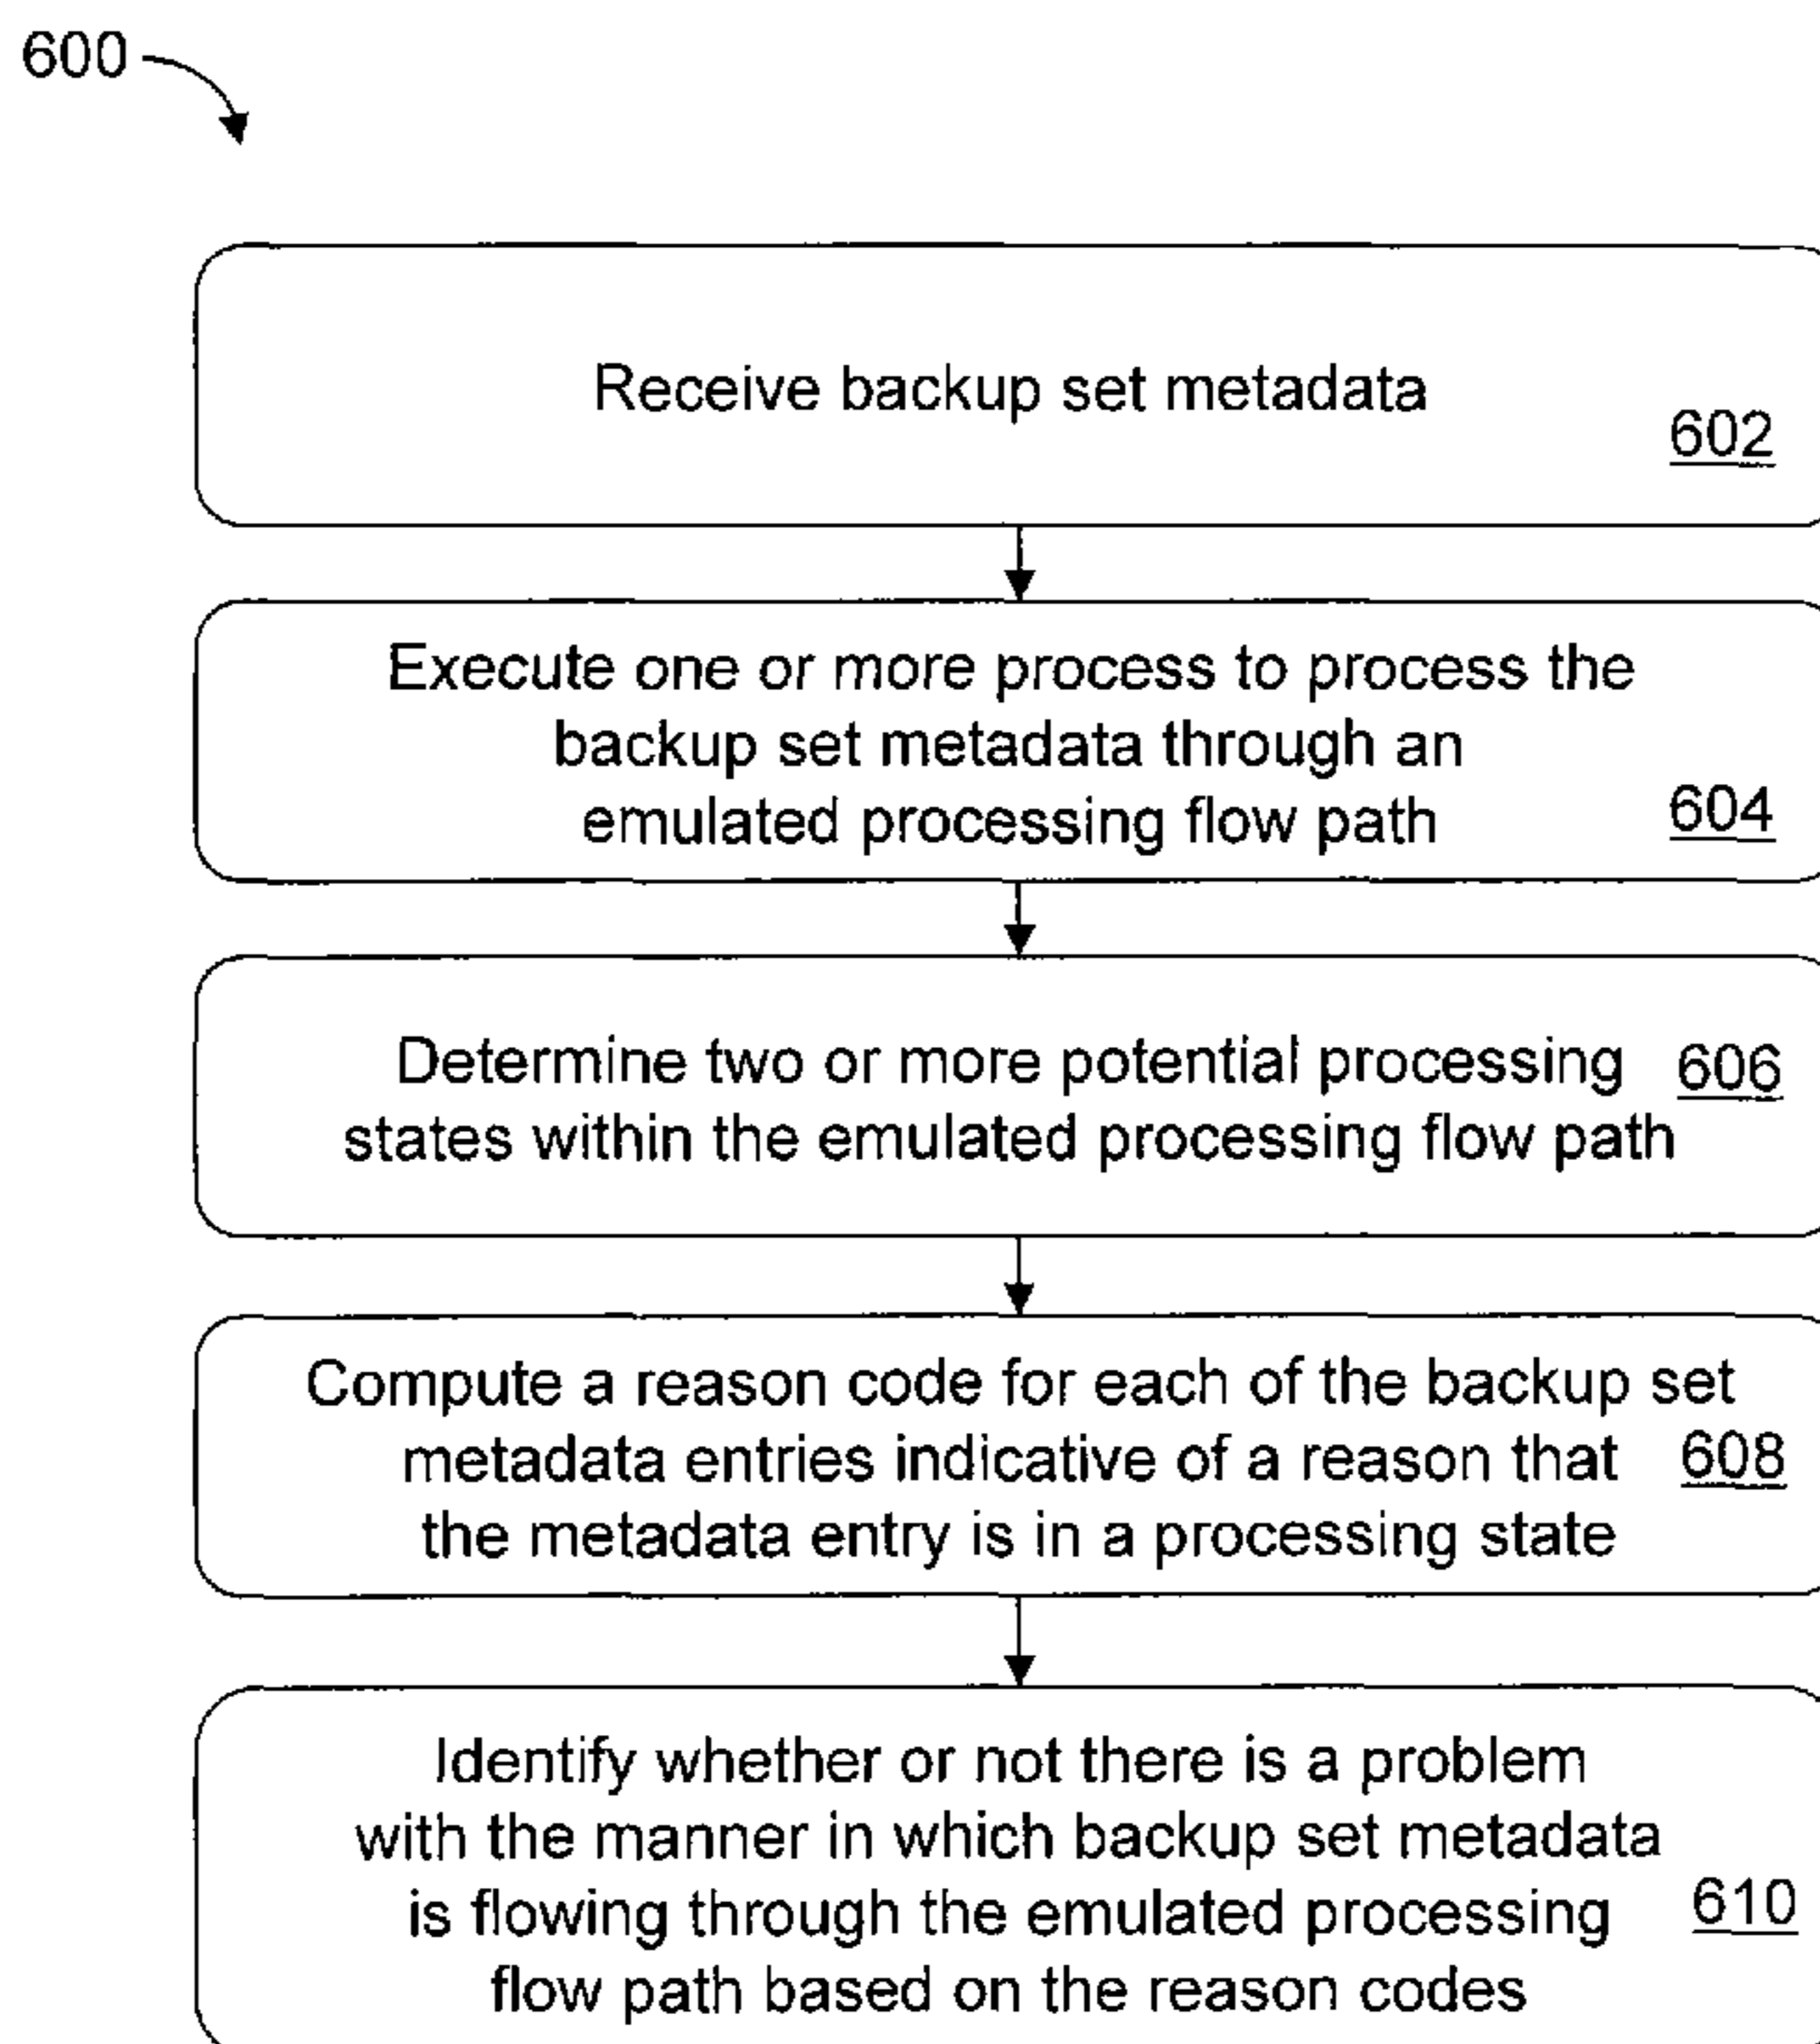 600
Receive backup set metadata
602
Execute one or more process to process the
backup set metadata through an
emulated processing flow path
604
Determine two or more potential processing
606
states within the emulated processing flow path
Compute a reason code for each of the backup set
metadata entries indicative of a reason that
608
the metadata entry is in a processing state
Identify whether or not there is a problem
with the manner in which backup set metadata
is flowing through the emulated processing
610
flow path based on the reason codes